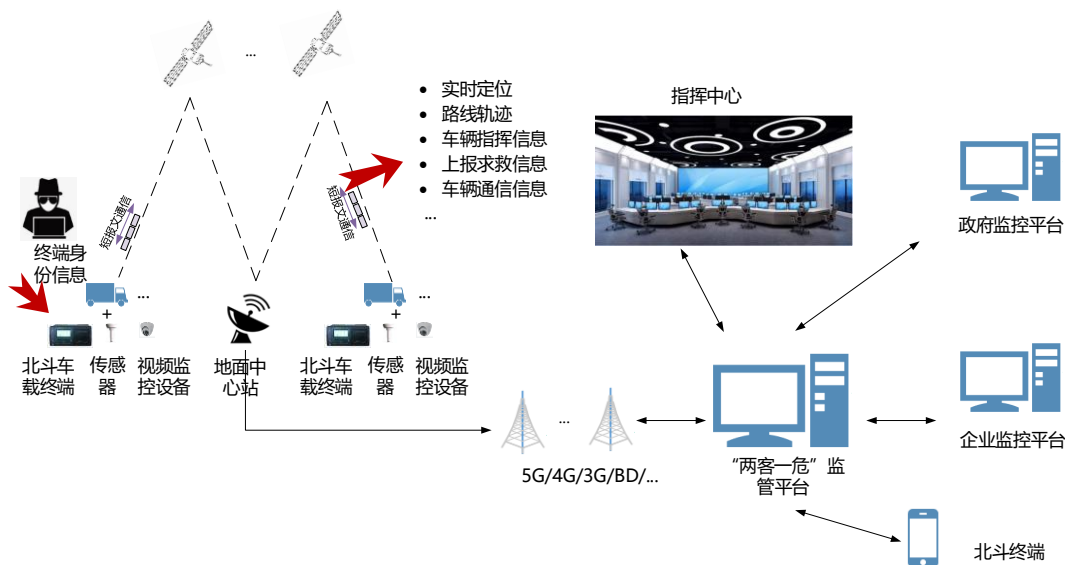 ...
实时定位
路线轨迹
车辆指挥信息
上报求救信息
车辆通信信息
...
指挥中心
短报文通信
短报文通信
终端身
份信息
...
+
...
+
北斗车
载终端
传感
器
视频监
控设备
地面中
心站
北斗车
载终端
传感
器
视频监
控设备
政府监控平台
...
5G/4G/3G/BD/...
“两客一危”监
管平台
企业监控平台
北斗终端